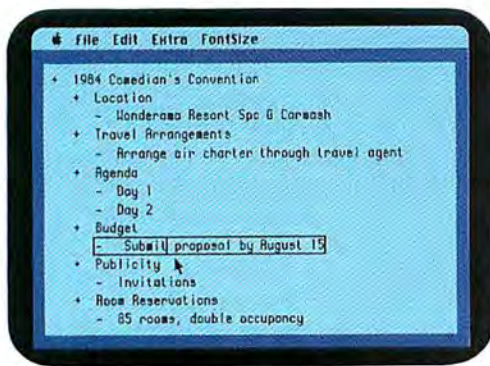 File Edit Extra FontSize
+ 1984 Comedian's Convention
+ Location
- Wonderama Resort Spa & Carwash
+ Travel Arrangements
- Arrange air charter through travel agent
+ Agenda
- Day 1
- Day 2
+ Budget
- Submit proposal by August 15
+ Publicity
- Invitations
+ Room Reservations
- 85 rooms, double occupancy